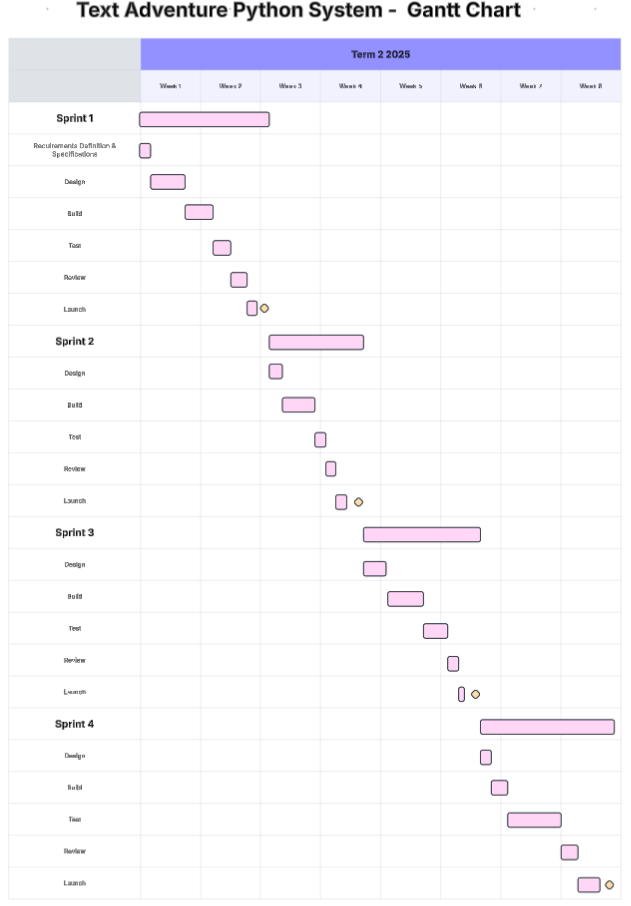 Text Adventure Python System - Gantt Chart
Term 2 2025
Week 1 Week 2 Week 3 Week 4 Week 5 Week 6 Week 7 Week 8
Sprint 1
Requirements Definition &
Specifications
Design
Build
Test
Review
Launch
Sprint 2
Design
Build
Test
Review
Launch
Sprint 3
Design
Build
Test
Review
Launch
Sprint 4
Design
Build
Test
Review
Launch